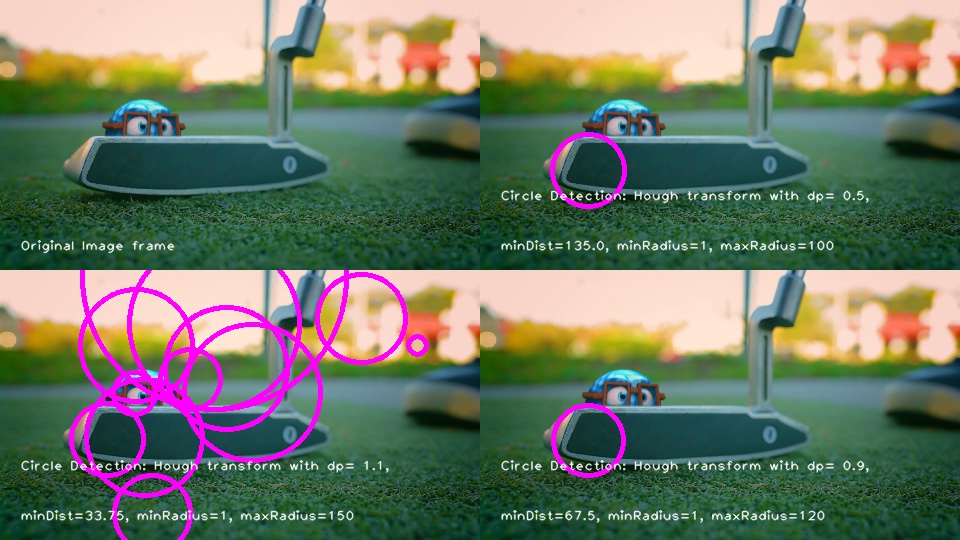 Original Image frame
Circle Detection: Hough transform with dp= 0.5,
minDist=135.0, minRadius=1, maxRadius=100
Circle Detection: Hough transform with dp= 1.1,
minDist=33.75, minRadius=1, maxRadius=150
Circle Detection: Hough transform with dp= 0.9,
minDist=67.5, minRadius=1, maxRadius=120